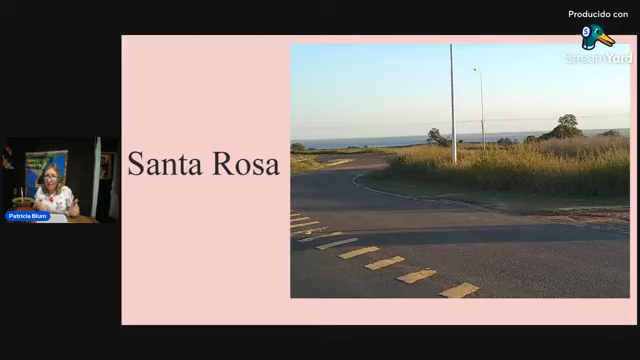 Producido con
StreamYard
Santa Rosa
Patricia Blum